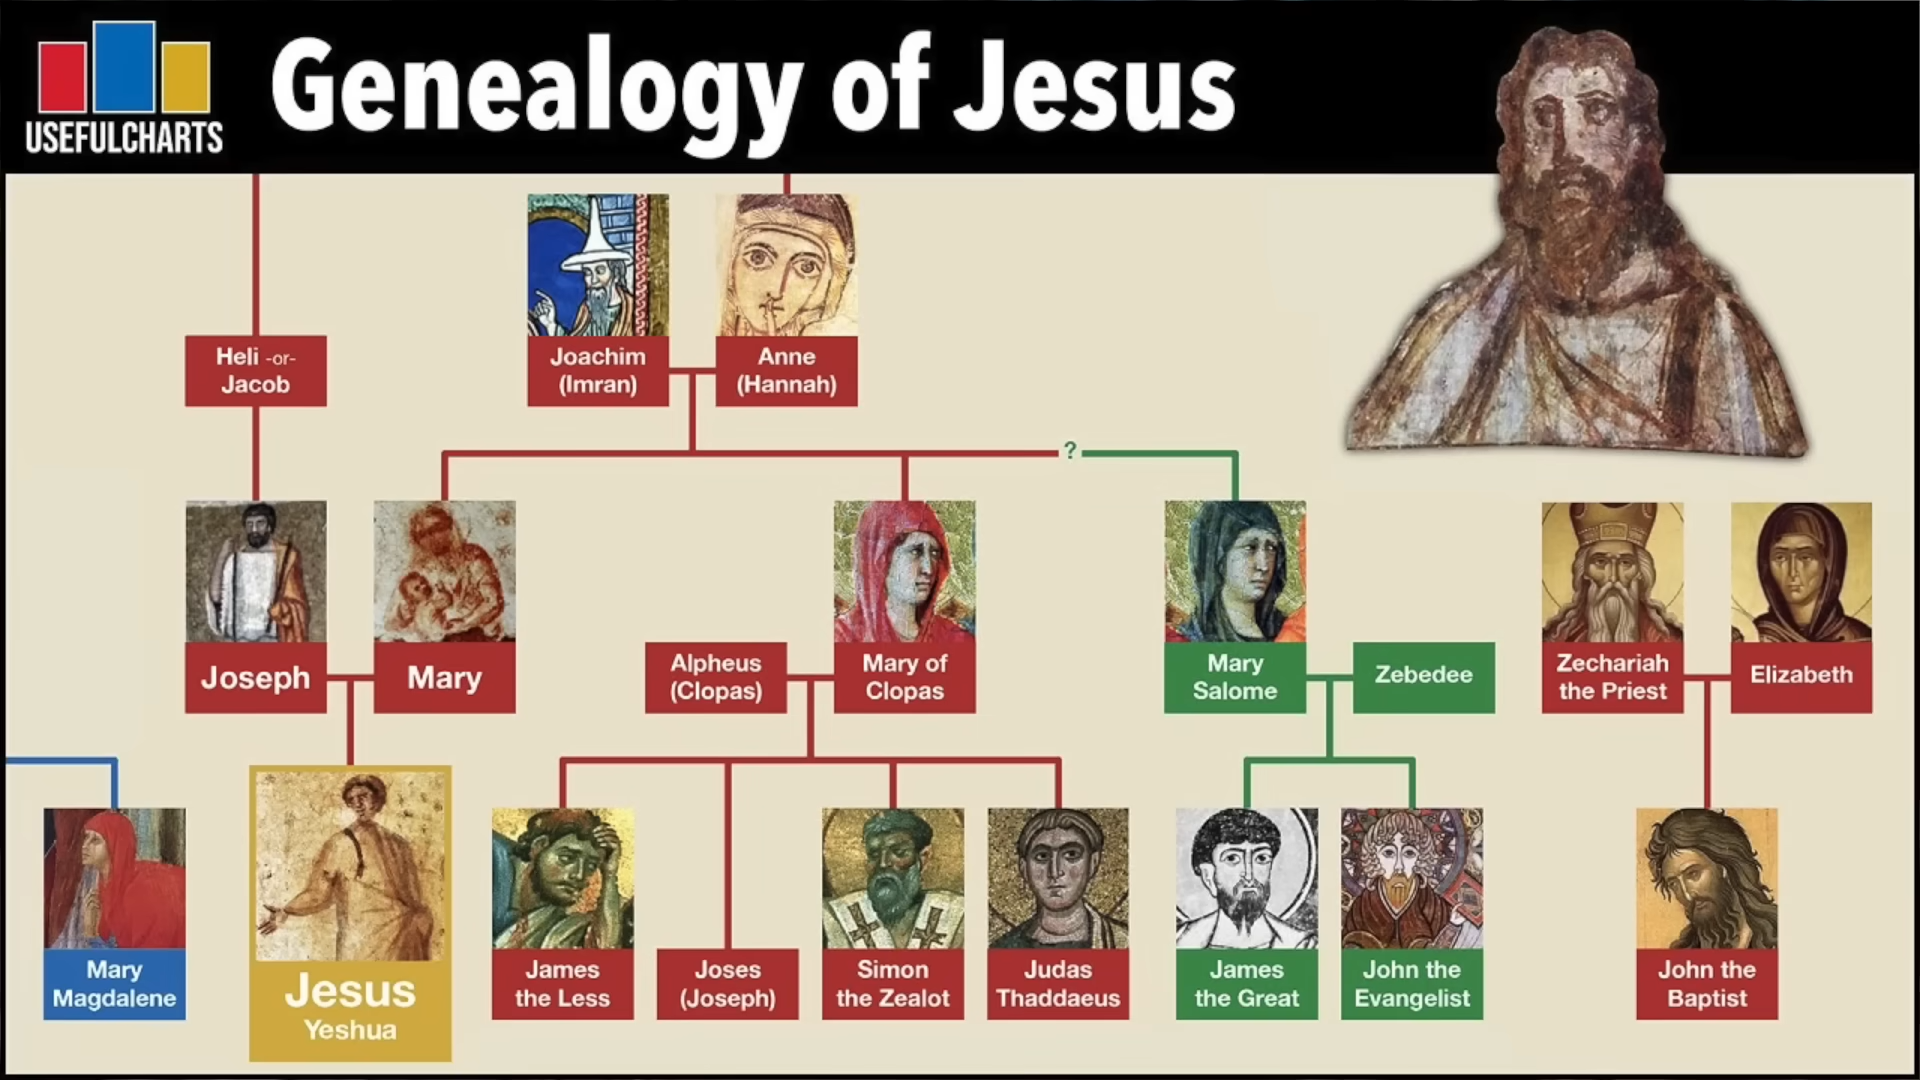 USEFULCHARTS
Genealogy of Jesus
Heli -or-
Jacob
Joachim
(Imran)
Anne
(Hannah)
?
Joseph
Mary
Alpheus
(Clopas)
Mary of
Clopas
Mary
Salome
Zebedee
Zechariah
the Priest
Elizabeth
Mary
Magdalene
Jesus
Yeshua
James
the Less
Joses
(Joseph)
Simon
the Zealot
Judas
Thaddaeus
James
the Great
John the
Evangelist
John the
Baptist